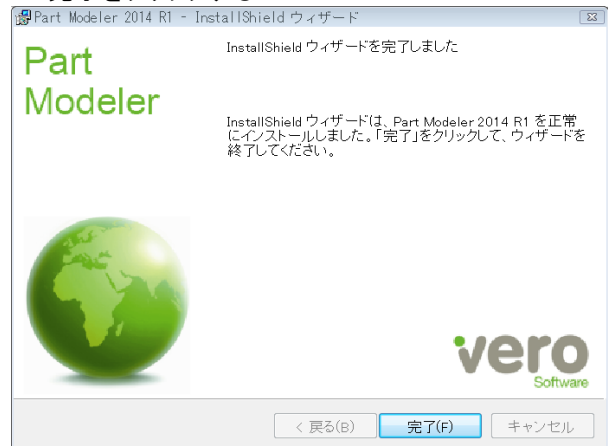 Part Modeler 2014 R1 - InstallShield ウィザード
Part
Modeler
InstallShield ウィザードを完了しました
InstallShield ウィザードは、Part Modeler 2014 R1 を正常
にインストールしました。「完了」をクリックして、ウィザードを
終了してください。
vero
Software
< 戻る(B)
完了(F)
キャンセル